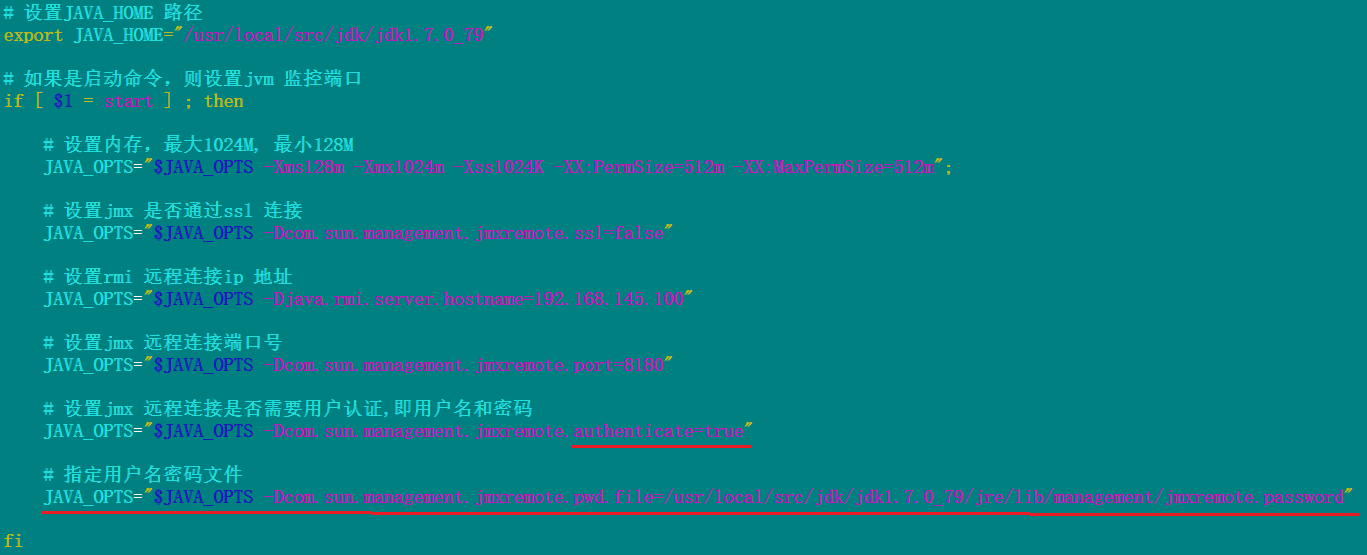 # 设置JAVA_HOME 路径
export JAVA_HOME="/usr/local/src/jdk/jdk1.7.0_79"
# 如果是启动命令，则设置jvm 监控端口
if [ $1 = start ] ; then
# 设置内存，最大1024M, 最小128M
JAVA_OPTS="$JAVA_OPTS -Xms128m -Xmx1024m -Xss1024K -XX:PermSize=512m -XX:MaxPermSize=512m";
# 设置jmx 是否通过ssl 连接
JAVA_OPTS="$JAVA_OPTS -Dcom.sun.management.jmxremote.ssl=false"
# 设置rmi 远程连接ip 地址
JAVA_OPTS="$JAVA_OPTS -Djava.rmi.server.hostname=192.168.145.100"
# 设置jmx 远程连接端口号
JAVA_OPTS="$JAVA_OPTS -Dcom.sun.management.jmxremote.port=8180"
# 设置jmx 远程连接是否需要用户认证,即用户名和密码
JAVA_OPTS="$JAVA_OPTS -Dcom.sun.management.jmxremote.authenticate=true"
# 指定用户名密码文件
JAVA_OPTS="$JAVA_OPTS -Dcom.sun.management.jmxremote.pwd.file=/usr/local/src/jdk/jdk1.7.0_79/jre/lib/management/jmxremote.password"
fi